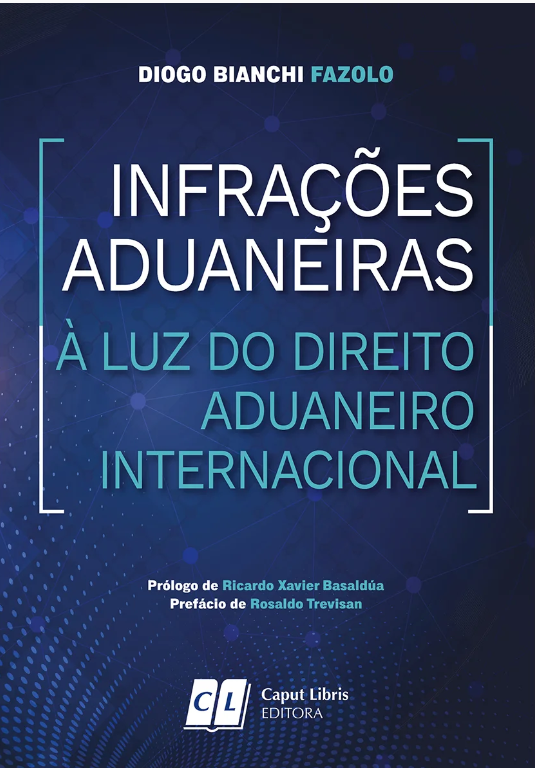 DIOGO BIANCHI FAZOLO
INFRAÇÕES
ADUANEIRAS
À LUZ DO DIREITO
ADUANEIRO
INTERNACIONAL
Prólogo de Ricardo Xavier Basaldúa
Prefácio de Rosaldo Trevisan
CL
Caput Libris
EDITORA